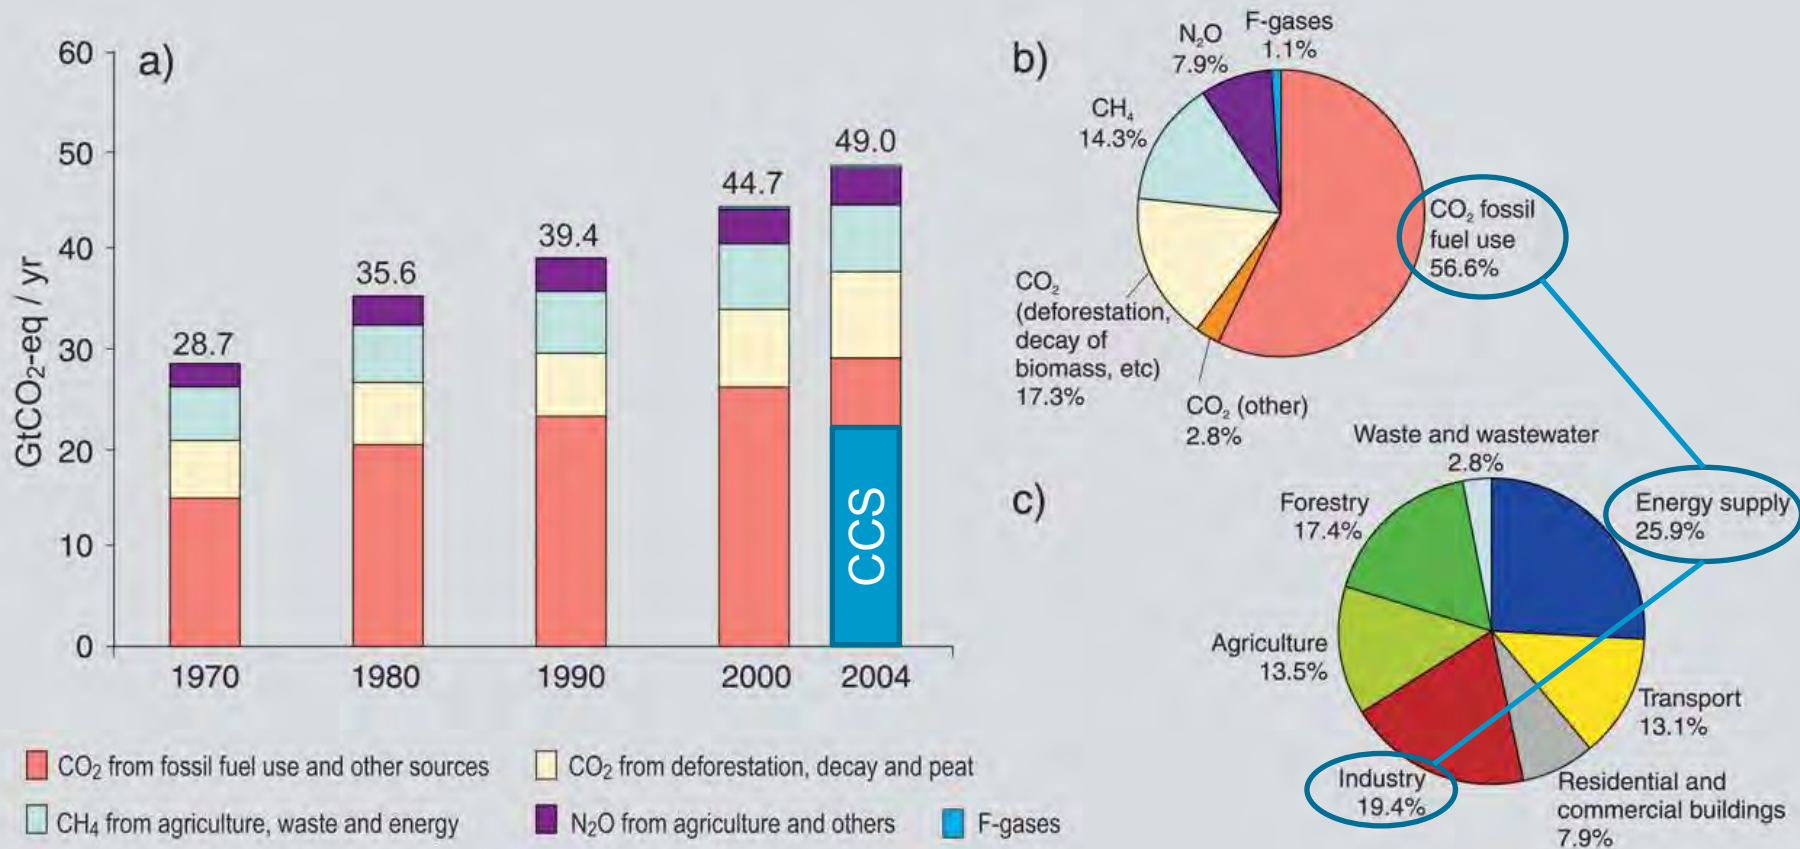 a)
GtCO₂-eq / yr
60
50
40
30
20
10
0
28.7
35.6
39.4
44.7
49.0
CCS
1970
1980
1990
2000
2004
CO₂ from fossil fuel use and other sources
CO₂ from deforestation, decay and peat
CH₄ from agriculture, waste and energy
N₂O from agriculture and others
F-gases
b)
F-gases
1.1%
N₂O
7.9%
CH₄
14.3%
CO₂ fossil
fuel use
56.6%
CO₂
(deforestation,
decay of
biomass, etc)
17.3%
CO₂ (other)
2.8%
c)
Waste and wastewater
2.8%
Forestry
17.4%
Energy supply
25.9%
Agriculture
13.5%
Transport
13.1%
Industry
19.4%
Residential and
commercial buildings
7.9%